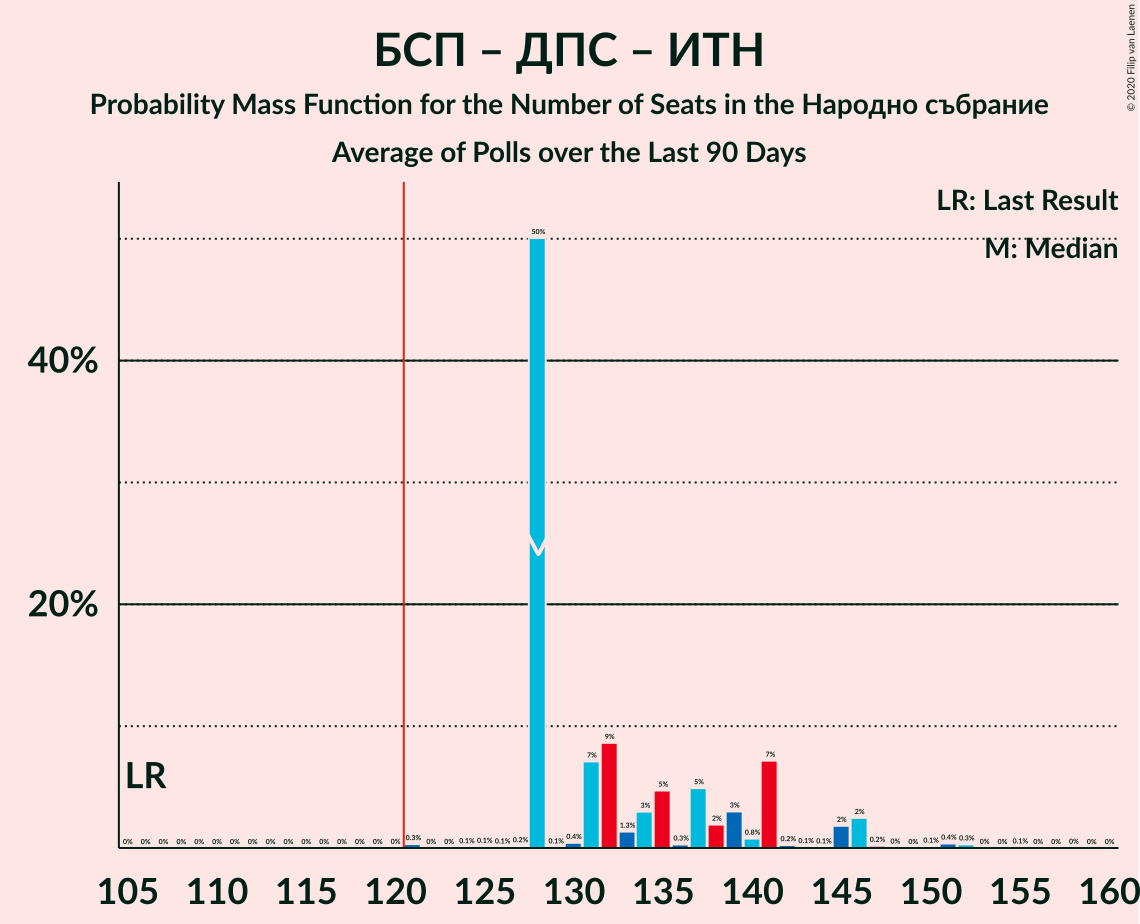 БСП – ДПС – ИТН
Probability Mass Function for the Number of Seats in the Народно събрание
Average of Polls over the Last 90 Days
© 2020 Filip van Laenen
LR: Last Result
M: Median
40%
20%
LR
0% 0% 0% 0% 0% 0% 0% 0% 0% 0% 0% 0% 0% 0% 0% 0% 0.3% 0% 0% 0.1% 0.1% 0.1% 0.2% 50% 0.1% 0.4% 7% 9% 1.3% 3% 5% 0.3% 5% 2% 3% 0.8% 7% 0.2% 0.1% 0.1% 2% 2% 0.2% 0% 0% 0.1% 0.4% 0.3% 0% 0% 0.1% 0% 0% 0% 0% 0%
105 110 115 120 125 130 135 140 145 150 155 160